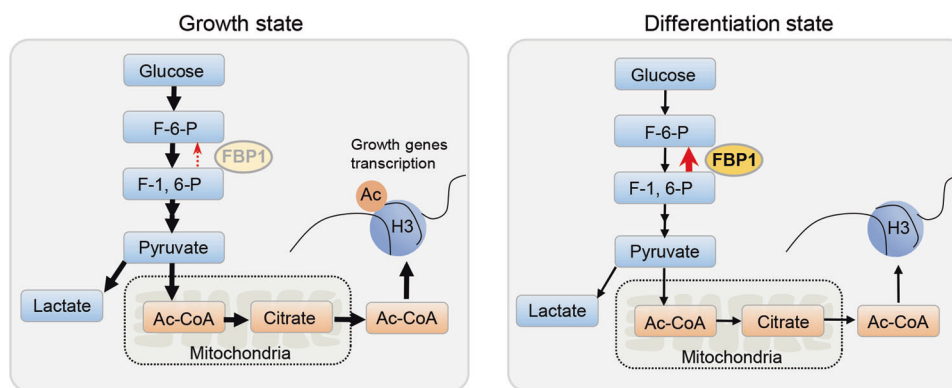 Growth state
Glucose
F-6-P
FBP1
F-1, 6-P
Growth genes
transcription
Ac
H3
Pyruvate
Lactate
Ac-CoA
Citrate
Ac-CoA
Mitochondria
Differentiation state
Glucose
F-6-P
FBP1
F-1, 6-P
H3
Pyruvate
Lactate
Ac-CoA
Citrate
Ac-CoA
Mitochondria